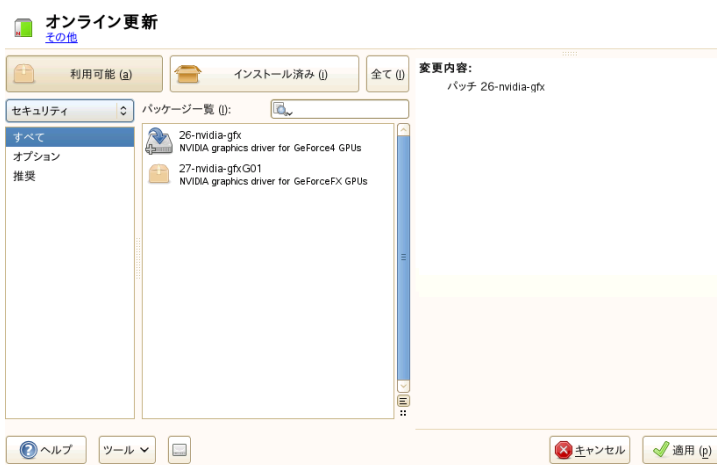 オンライン更新
その他
利用可能 (a)
インストール済み (I)
全て (l)
変更内容:
パッチ 26-nvidia-gfx
セキュリティ
パッケージ一覧 (l):
すべて
オプション
推奨
26-nvidia-gfx
NVIDIA graphics driver for GeForce4 GPUs
27-nvidia-gfxG01
NVIDIA graphics driver for GeForceFX GPUs
ヘルプ
ツール
キャンセル
適用 (p)